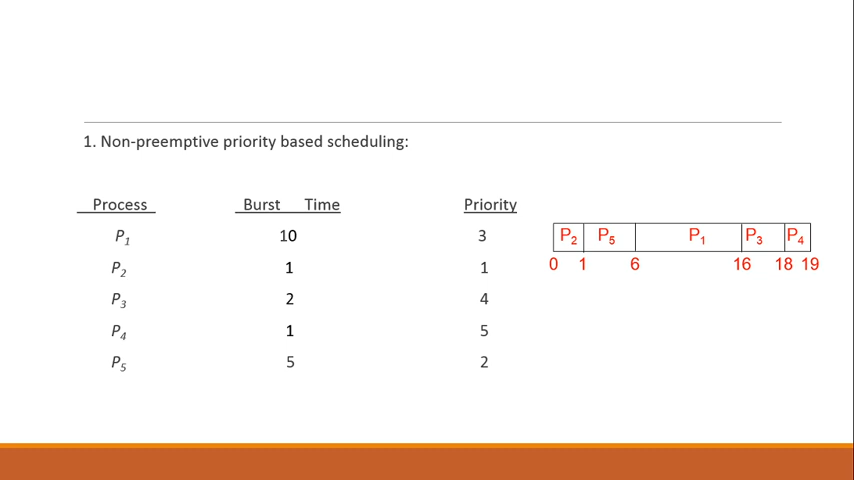 1. Non-preemptive priority based scheduling:
Process Burst Time Priority
P1 10 3
P2 1 1
P3 2 4
P4 1 5
P5 5 2
P2 P5 P1 P3 P4
0 1 6 16 18 19